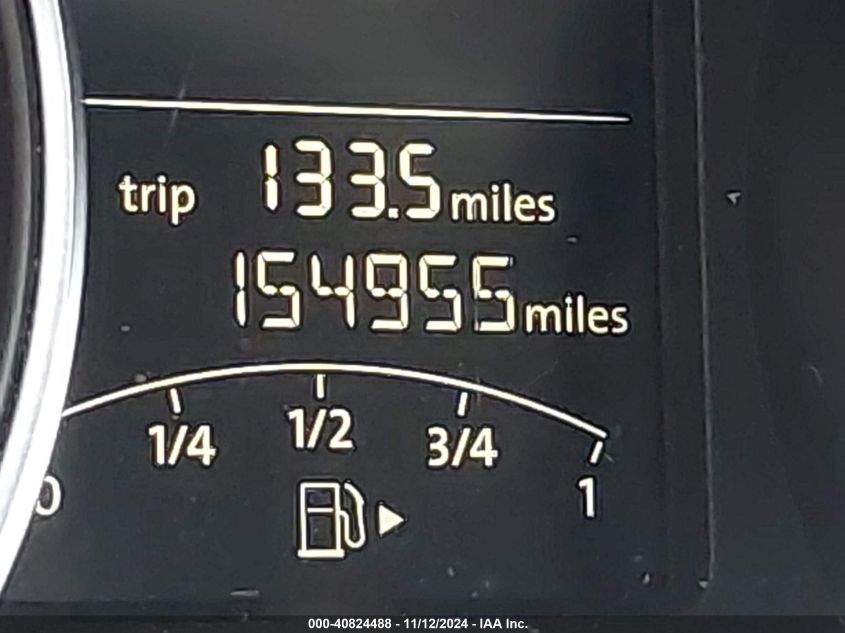 trip 133.5 miles
154955 miles
0 1/4 1/2 3/4 1
000-40824488 - 11/12/2024 - IAA Inc.